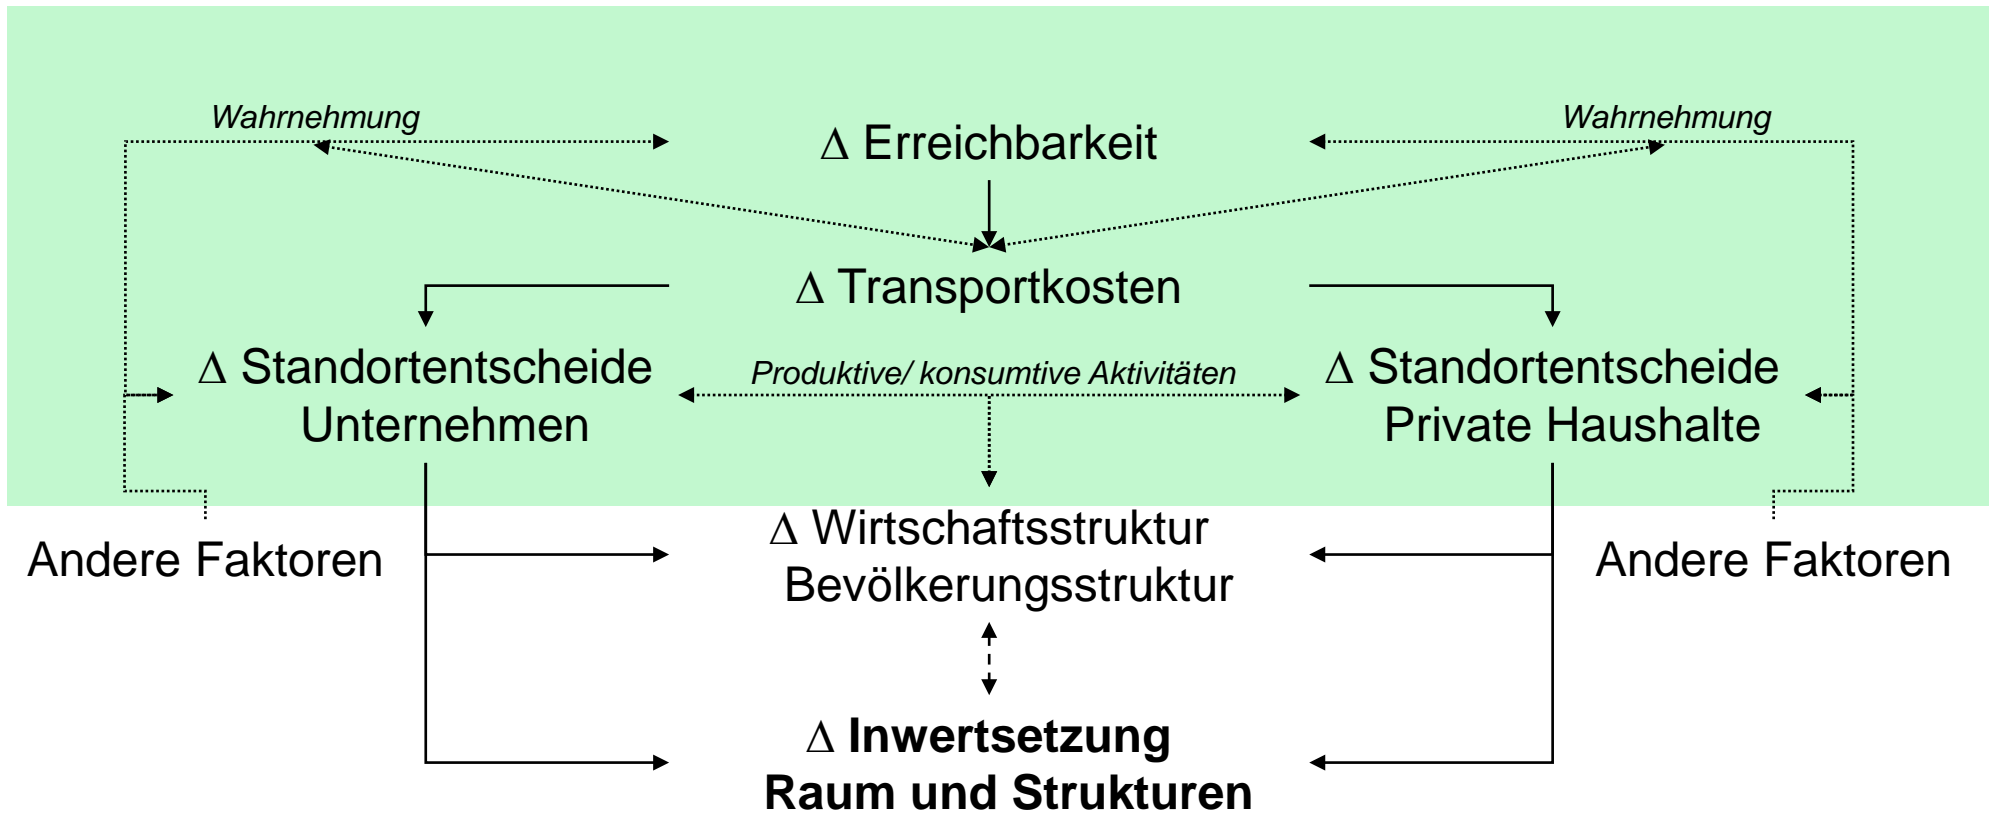 Wahrnehmung
Wahrnehmung
Δ Erreichbarkeit
Δ Transportkosten
Δ Standortentscheide
Unternehmen
Produktive/ konsumtive Aktivitäten
Δ Standortentscheide
Private Haushalte
Andere Faktoren
Δ Wirtschaftsstruktur
Bevölkerungsstruktur
Andere Faktoren
Δ Inwertsetzung
Raum und Strukturen